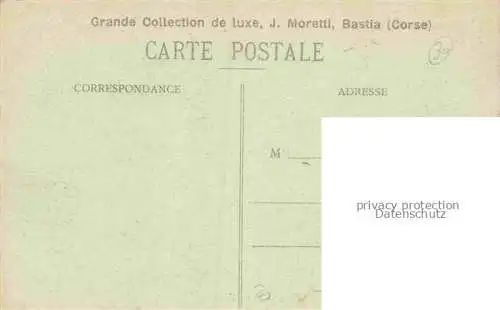 Grande Collection de luxe, J. Moretti, Bastia (Corse)
CARTE POSTALE
CORRESPONDANCE
ADRESSE
M
privacy protection
Datenschutz